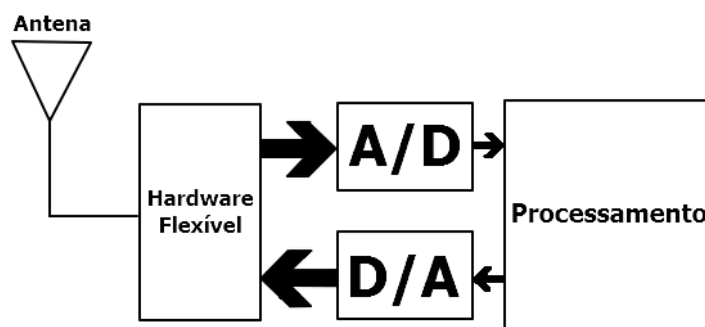 Antena
Hardware
Flexível
A/D
D/A
Processamento